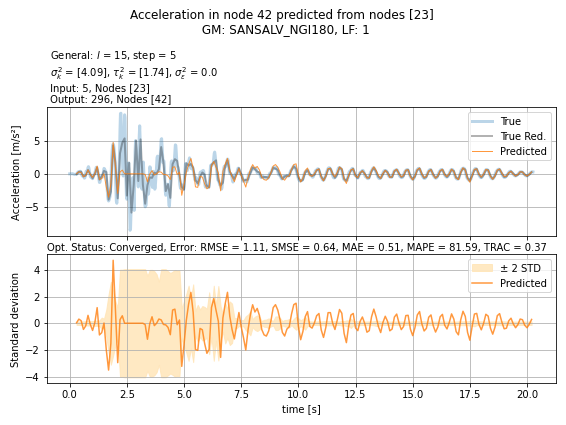 Acceleration in node 42 predicted from nodes [23]
GM: SANSALV_NGI180, LF: 1
General: l = 15, step = 5
σ²ₖ = [4.09], τ²ₖ = [1.74], σ²ε = 0.0
Input: 5, Nodes [23]
Output: 296, Nodes [42]
Acceleration [m/s²]
5
0
−5
True
True Red.
Predicted
Opt. Status: Converged, Error: RMSE = 1.11, SMSE = 0.64, MAE = 0.51, MAPE = 81.59, TRAC = 0.37
Standard deviation
4
2
0
−2
−4
± 2 STD
Predicted
0.0 2.5 5.0 7.5 10.0 12.5 15.0 17.5 20.0
time [s]